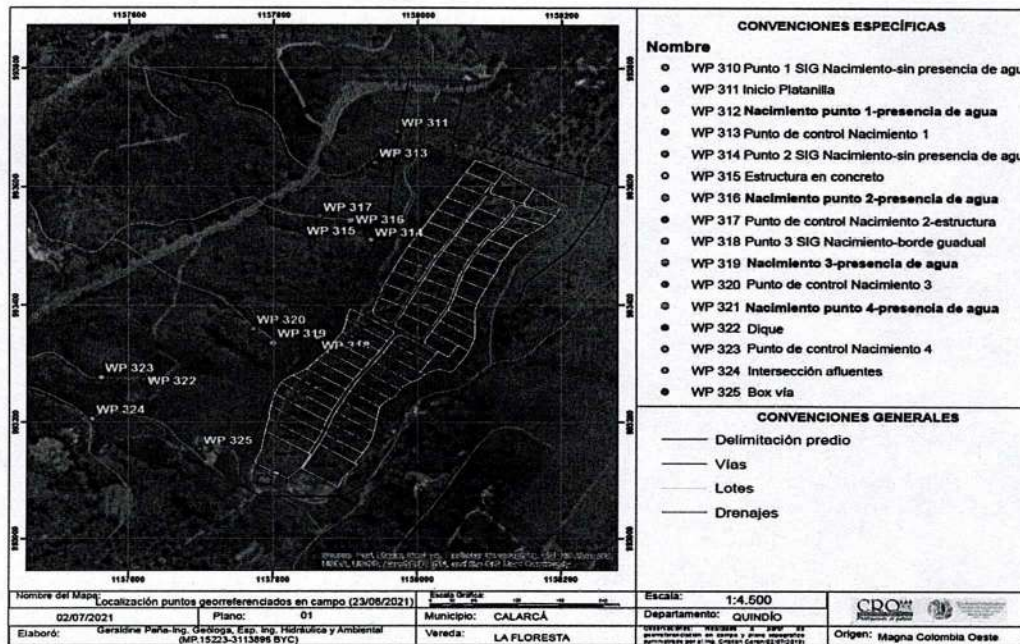 1157600 1157800 1158000 1158200
993800
993600
993400
993200
993000
WP 311
WP 313
WP 317
WP 316
WP 315
WP 314
WP 320
WP 319
WP 318
WP 323
WP 322
WP 324
WP 325
1157600 1157800 1158000 1158200
CONVENCIONES ESPECÍFICAS
Nombre
WP 310 Punto 1 SIG Nacimiento-sin presencia de agu
WP 311 Inicio Platanilla
WP 312 Nacimiento punto 1-presencia de agua
WP 313 Punto de control Nacimiento 1
WP 314 Punto 2 SIG Nacimiento-sin presencia de agu
WP 315 Estructura en concreto
WP 316 Nacimiento punto 2-presencia de agua
WP 317 Punto de control Nacimiento 2-estructura
WP 318 Punto 3 SIG Nacimiento-borde guadual
WP 319 Nacimiento 3-presencia de agua
WP 320 Punto de control Nacimiento 3
WP 321 Nacimiento punto 4-presencia de agua
WP 322 Dique
WP 323 Punto de control Nacimiento 4
WP 324 Intersección afluentes
WP 325 Box vía
CONVENCIONES GENERALES
Delimitación predio
Vías
Lotes
Drenajes
Nombre del Mapa: Localización puntos georreferenciados en campo (23/06/2021)
Escala Gráfica:
Escala: 1:4.500
02/07/2021 Plano: 01
Municipio: CALARCÁ
Departamento: QUINDÍO
Elaboró: Geraldine Peña-Ing. Geóloga, Esp. Ing. Hidráulica y Ambiental
(MP.15223-3113895 BYC)
Vereda: LA FLORESTA
Origen: Magna Colombia Oeste
CRQ